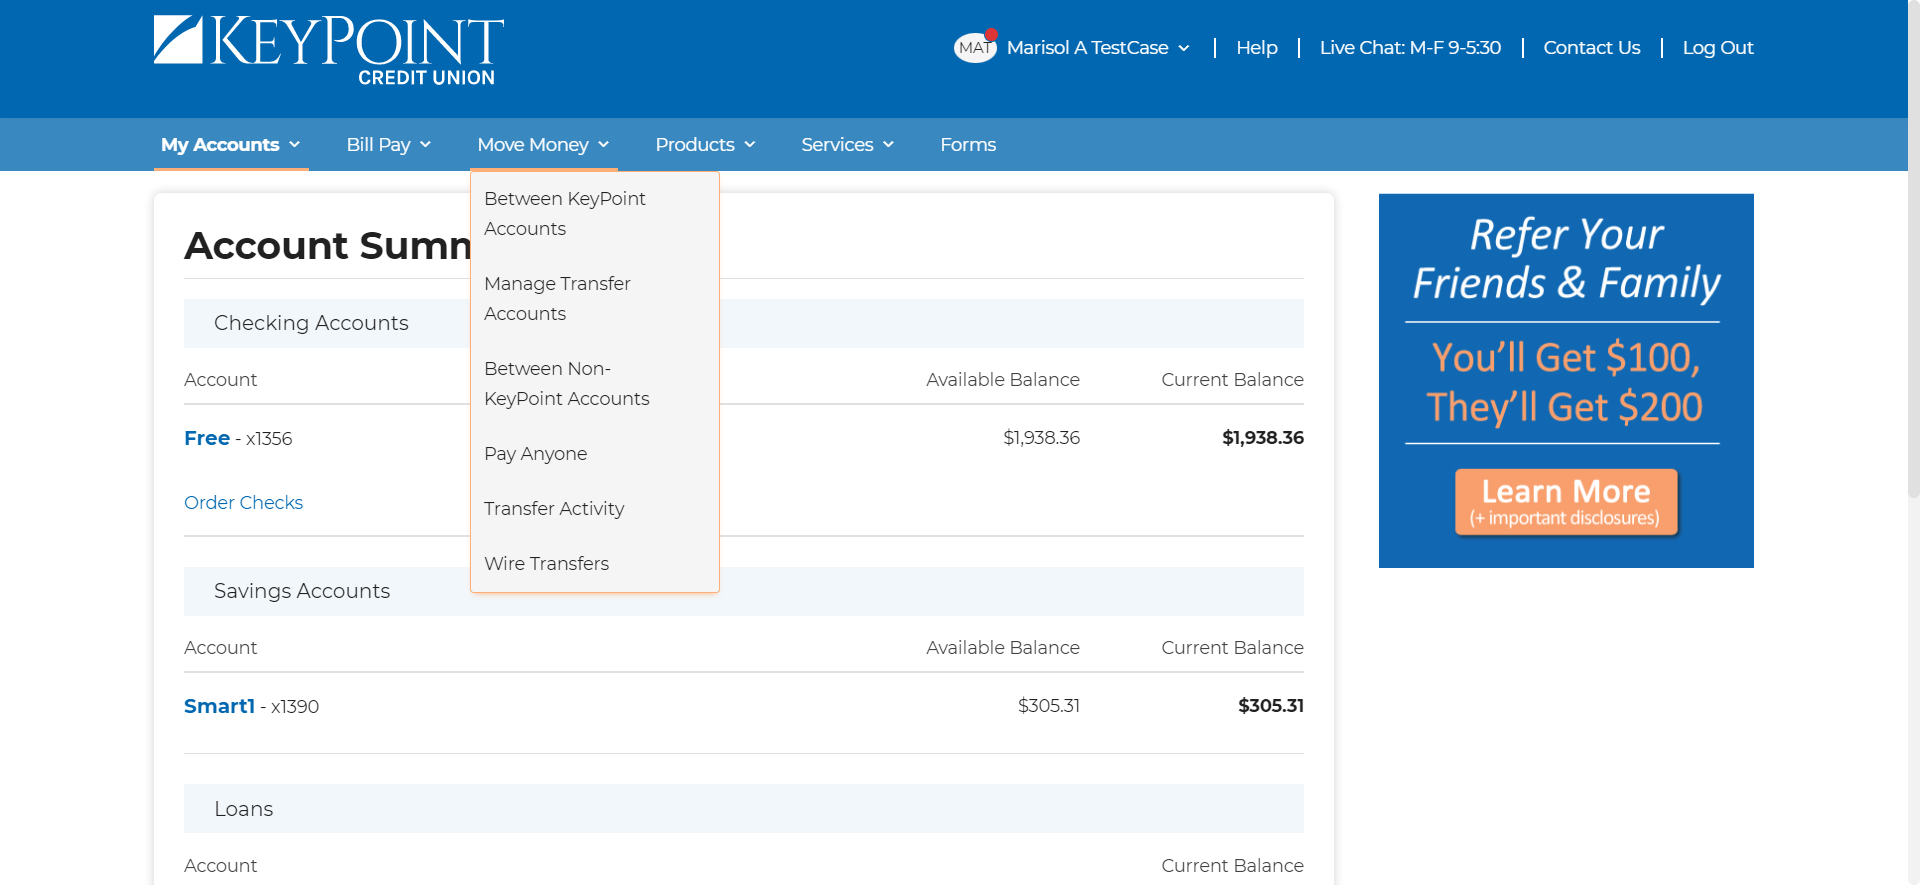 KEYPOINT
CREDIT UNION
MAT Marisol A TestCase
Help
Live Chat: M-F 9-5:30
Contact Us
Log Out
My Accounts
Bill Pay
Move Money
Products
Services
Forms
Between KeyPoint
Accounts
Manage Transfer
Accounts
Between Non-
KeyPoint Accounts
Pay Anyone
Transfer Activity
Wire Transfers
Account Summ
Checking Accounts
Account Available Balance Current Balance
Free - x1356 $1,938.36 $1,938.36
Order Checks
Savings Accounts
Account Available Balance Current Balance
Smart1 - x1390 $305.31 $305.31
Loans
Account Current Balance
Refer Your
Friends & Family
You'll Get $100,
They'll Get $200
Learn More
(+ important disclosures)